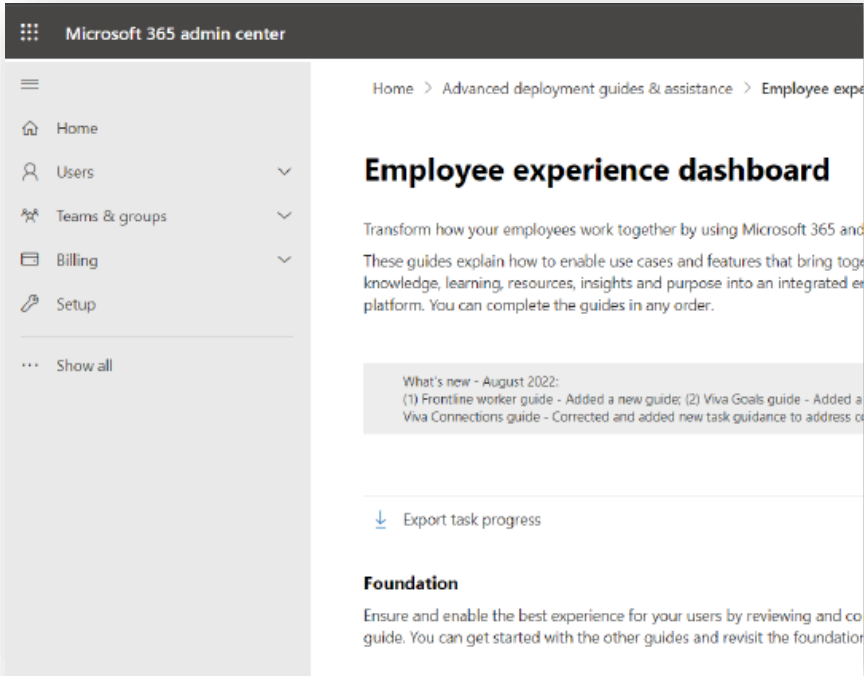 Microsoft 365 admin center
Home > Advanced deployment guides & assistance > Employee expe
Home
Users
Teams & groups
Billing
Setup
Show all
Employee experience dashboard
Transform how your employees work together by using Microsoft 365 and
These guides explain how to enable use cases and features that bring toge
knowledge, learning, resources, insights and purpose into an integrated e
platform. You can complete the guides in any order.
What's new - August 2022:
(1) Frontline worker guide - Added a new guide; (2) Viva Goals guide - Added a
Viva Connections guide - Corrected and added new task guidance to address c
Export task progress
Foundation
Ensure and enable the best experience for your users by reviewing and co
guide. You can get started with the other guides and revisit the foundation